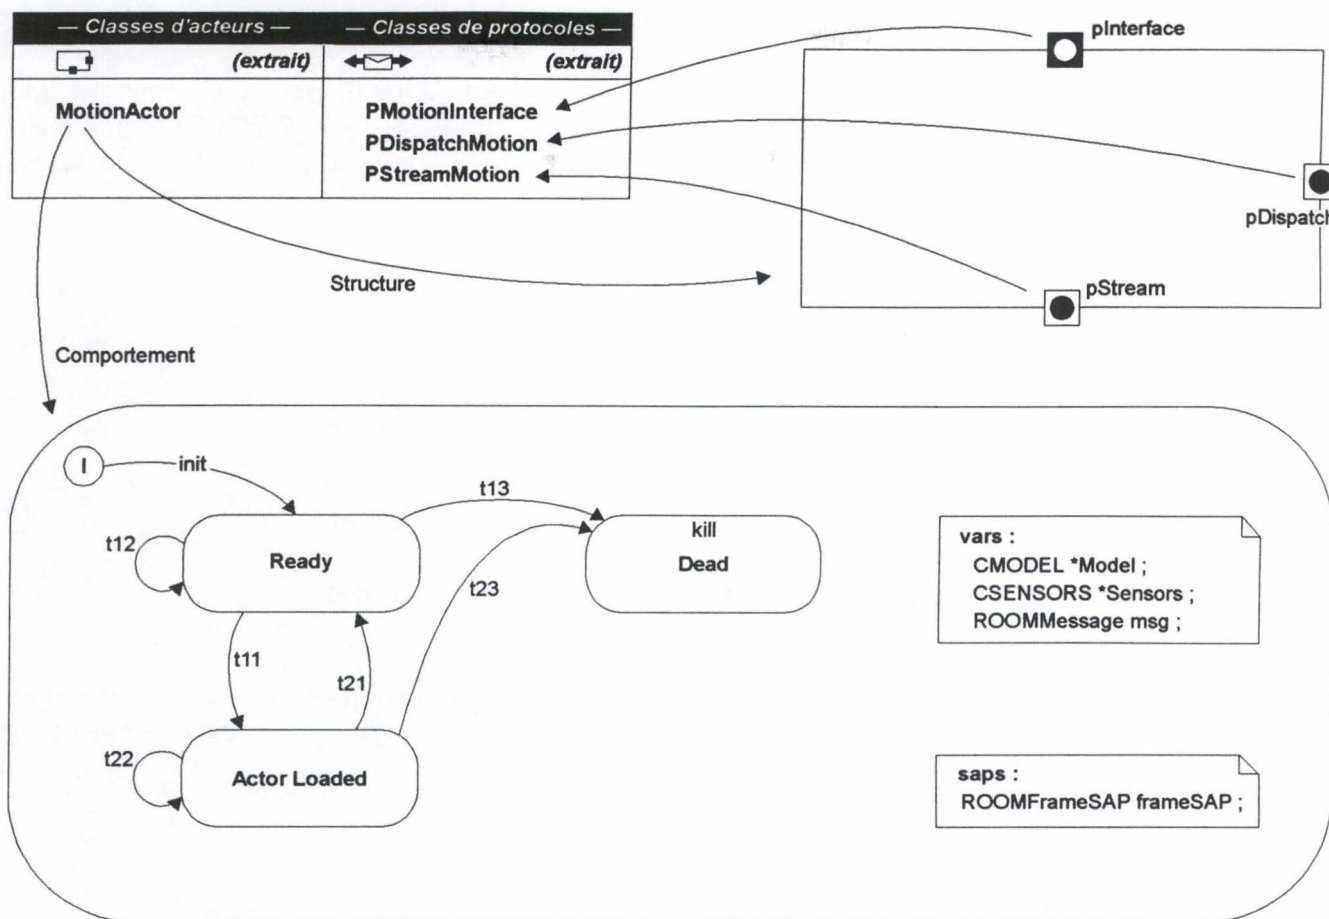 — Classes d'acteurs —
— Classes de protocoles —
(extrait)
(extrait)
MotionActor
PMotionInterface
PDispatchMotion
PStreamMotion
pInterface
pDispatch
pStream
Structure
Comportement
I
init
t13
t12
Ready
kill
Dead
t23
t11
t21
t22
Actor Loaded
vars :
CMODEL *Model ;
CSENSORS *Sensors ;
ROOMMessage msg ;
saps :
ROOMFrameSAP frameSAP ;